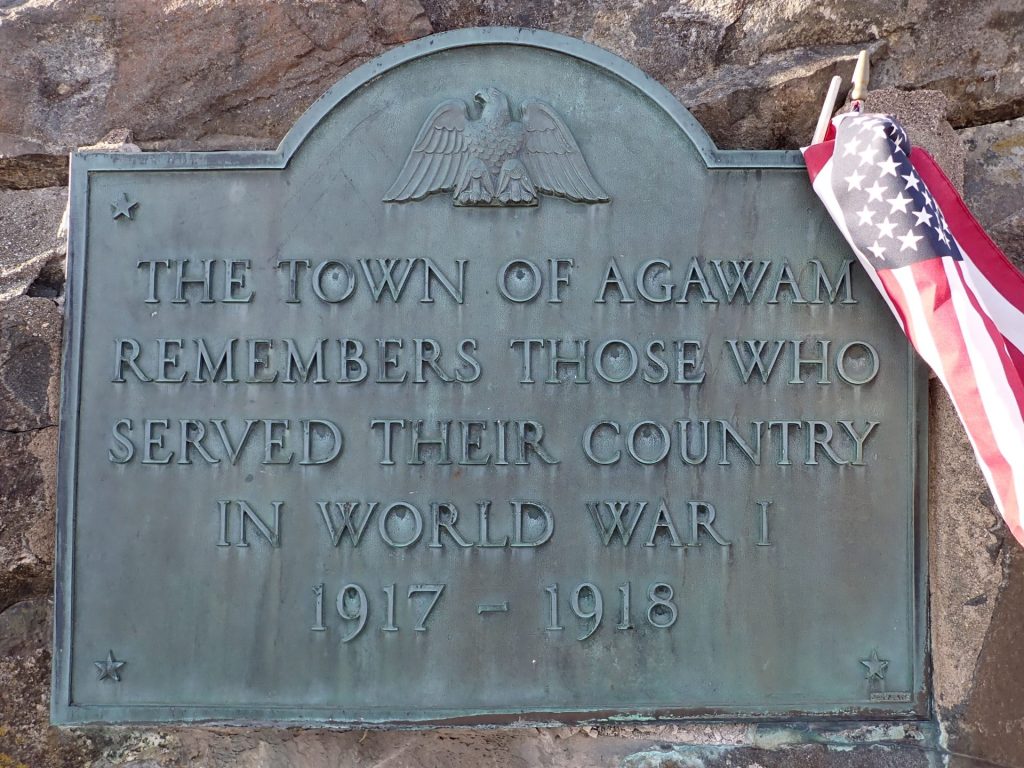 THE TOWN OF AGAWAM
REMEMBERS THOSE WHO
SERVED THEIR COUNTRY
IN WORLD WAR I
1917 - 1918